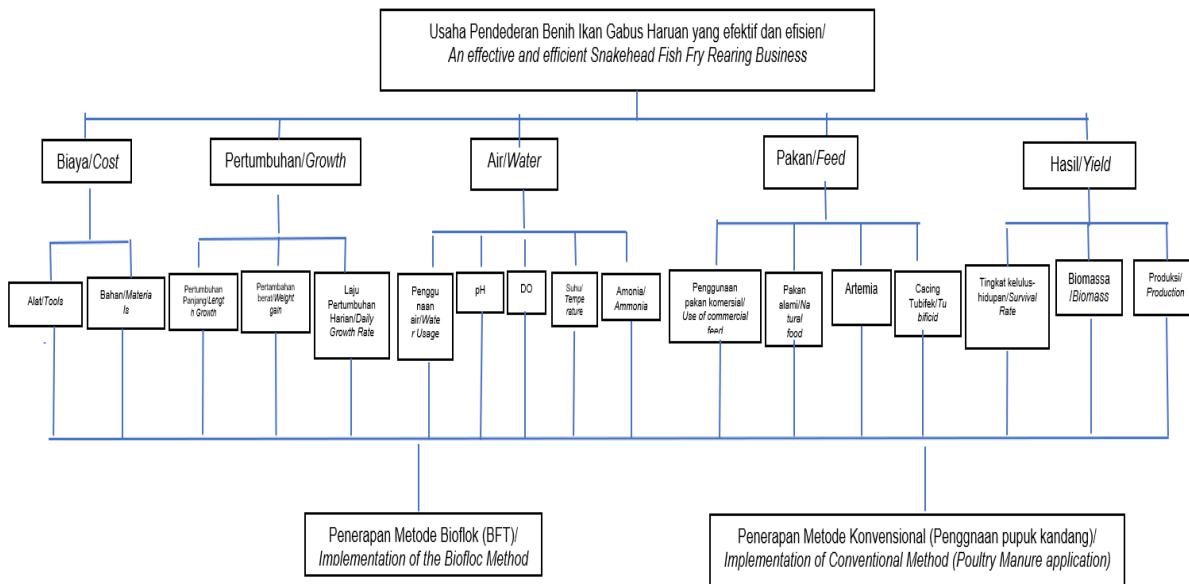 Usaha Pendederan Benih Ikan Gabus Haruan yang efektif dan efisien/
An effective and efficient Snakehead Fish Fry Rearing Business
Biaya/Cost
Pertumbuhan/Growth
Air/Water
Pakan/Feed
Hasil/Yield
Alat/Tools
Bahan/Materia
ls
Pertumbuhan
Panjang/Lengt
h Growth
Pertambahan
berat/Weight
gain
Laju
Pertumbuhan
Harian/Daily
Growth Rate
Penggu
naan
air/Wate
r Usage
pH
DO
Suhu/
Tempe
rature
Amonia/
Ammonia
Penggunaan
pakan komersial/
Use of commercial
feed
Pakan
alami/Na
tural
food
Artemia
Cacing
Tubifek/Tu
bificid
Tingkat kelulus-
hidupan/Survival
Rate
Biomassa
/Biomass
Produksi/
Production
Penerapan Metode Bioflok (BFT)/
Implementation of the Biofloc Method
Penerapan Metode Konvensional (Penggnaan pupuk kandang)/
Implementation of Conventional Method (Poultry Manure application)